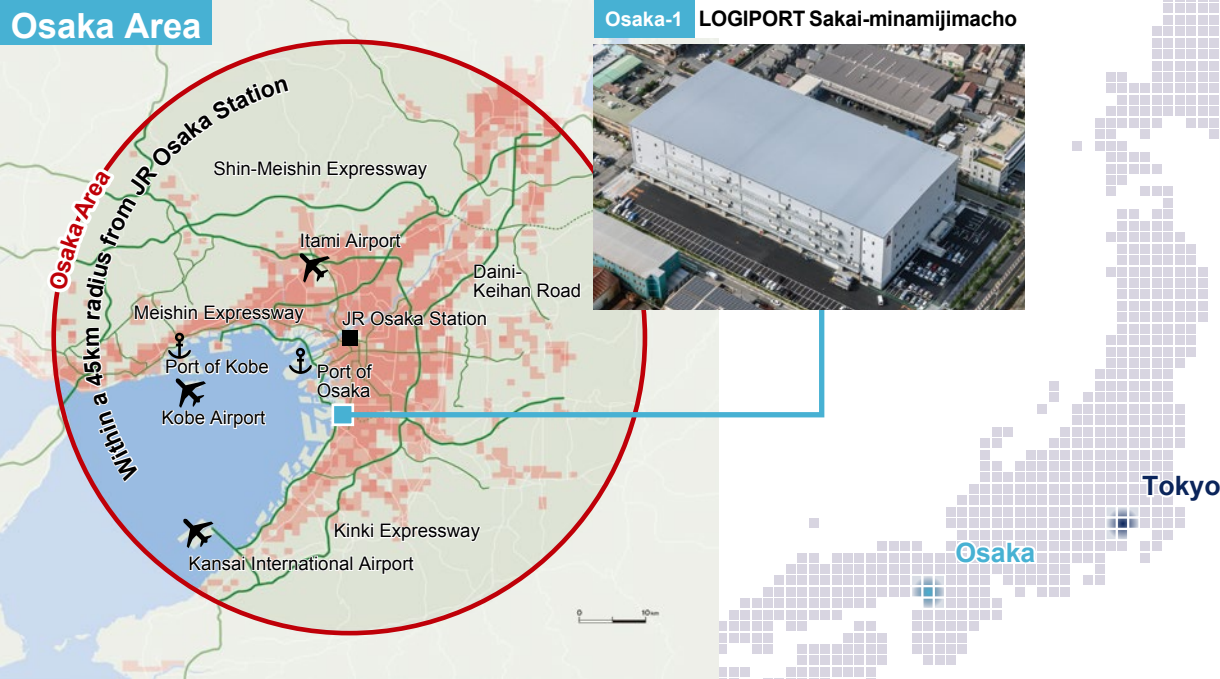 Osaka Area
Osaka-1
LOGIPORT Sakai-minamijimacho
Osaka Area
Within a 45km radius from JR Osaka Station
Shin-Meishin Expressway
Itami Airport
Daini-
Keihan Road
Meishin Expressway
JR Osaka Station
Port of Kobe
Port of
Osaka
Kobe Airport
Kinki Expressway
Kansai International Airport
0
10km
Tokyo
Osaka